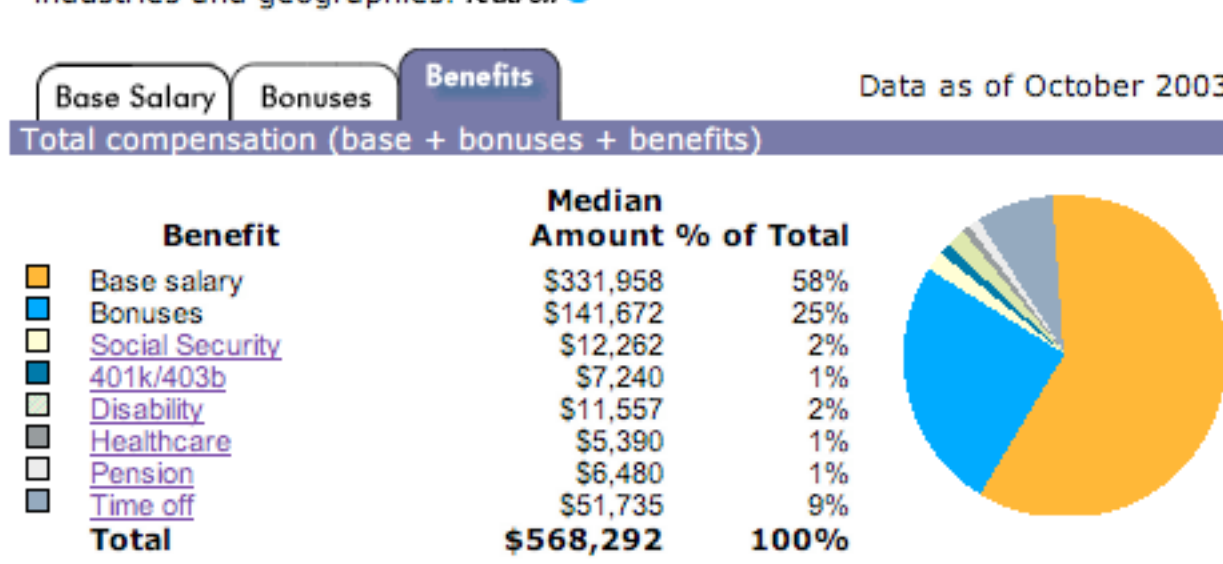 industries and geographies.
Base Salary Bonuses Benefits Data as of October 2003
Total compensation (base + bonuses + benefits)
Median
Benefit Amount % of Total
Base salary $331,958 58%
Bonuses $141,672 25%
Social Security $12,262 2%
401k/403b $7,240 1%
Disability $11,557 2%
Healthcare $5,390 1%
Pension $6,480 1%
Time off $51,735 9%
Total $568,292 100%